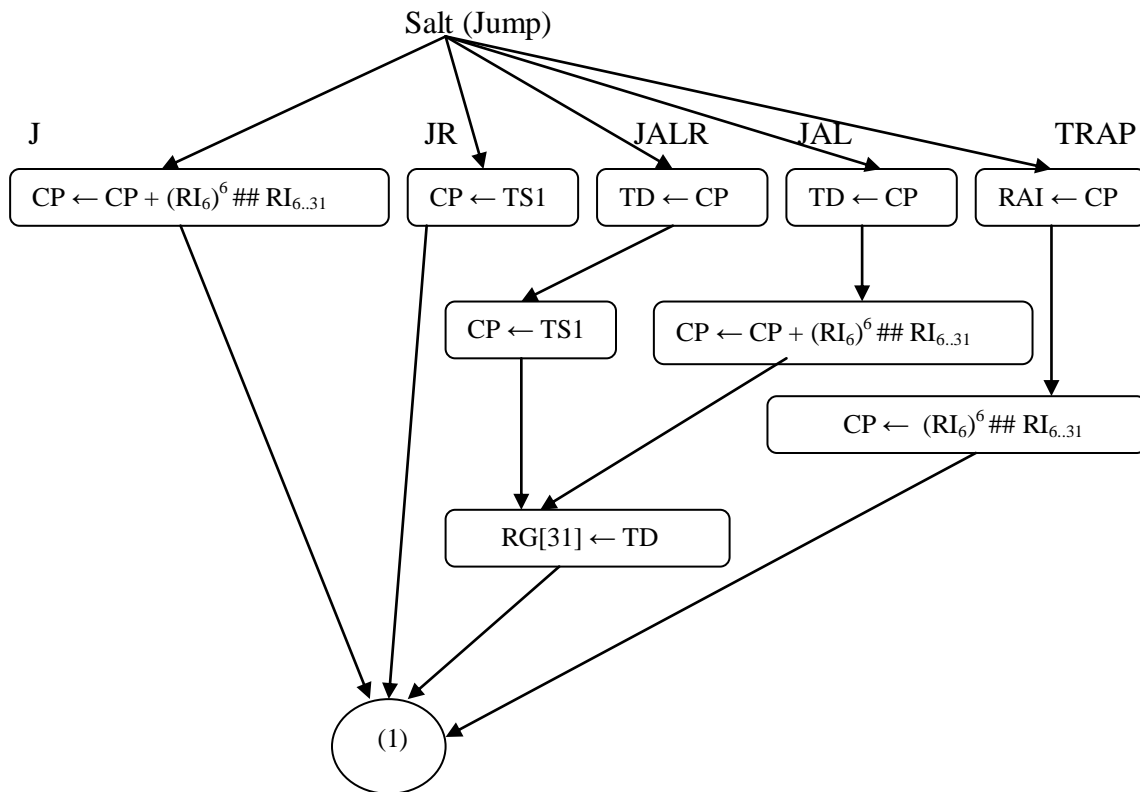 Salt (Jump)
J JR JALR JAL TRAP
CP ← CP + (RI₆)⁶ ## RI₆..₃₁
CP ← TS1
TD ← CP
TD ← CP
RAI ← CP
CP ← TS1
CP ← CP + (RI₆)⁶ ## RI₆..₃₁
CP ← (RI₆)⁶ ## RI₆..₃₁
RG[31] ← TD
(1)